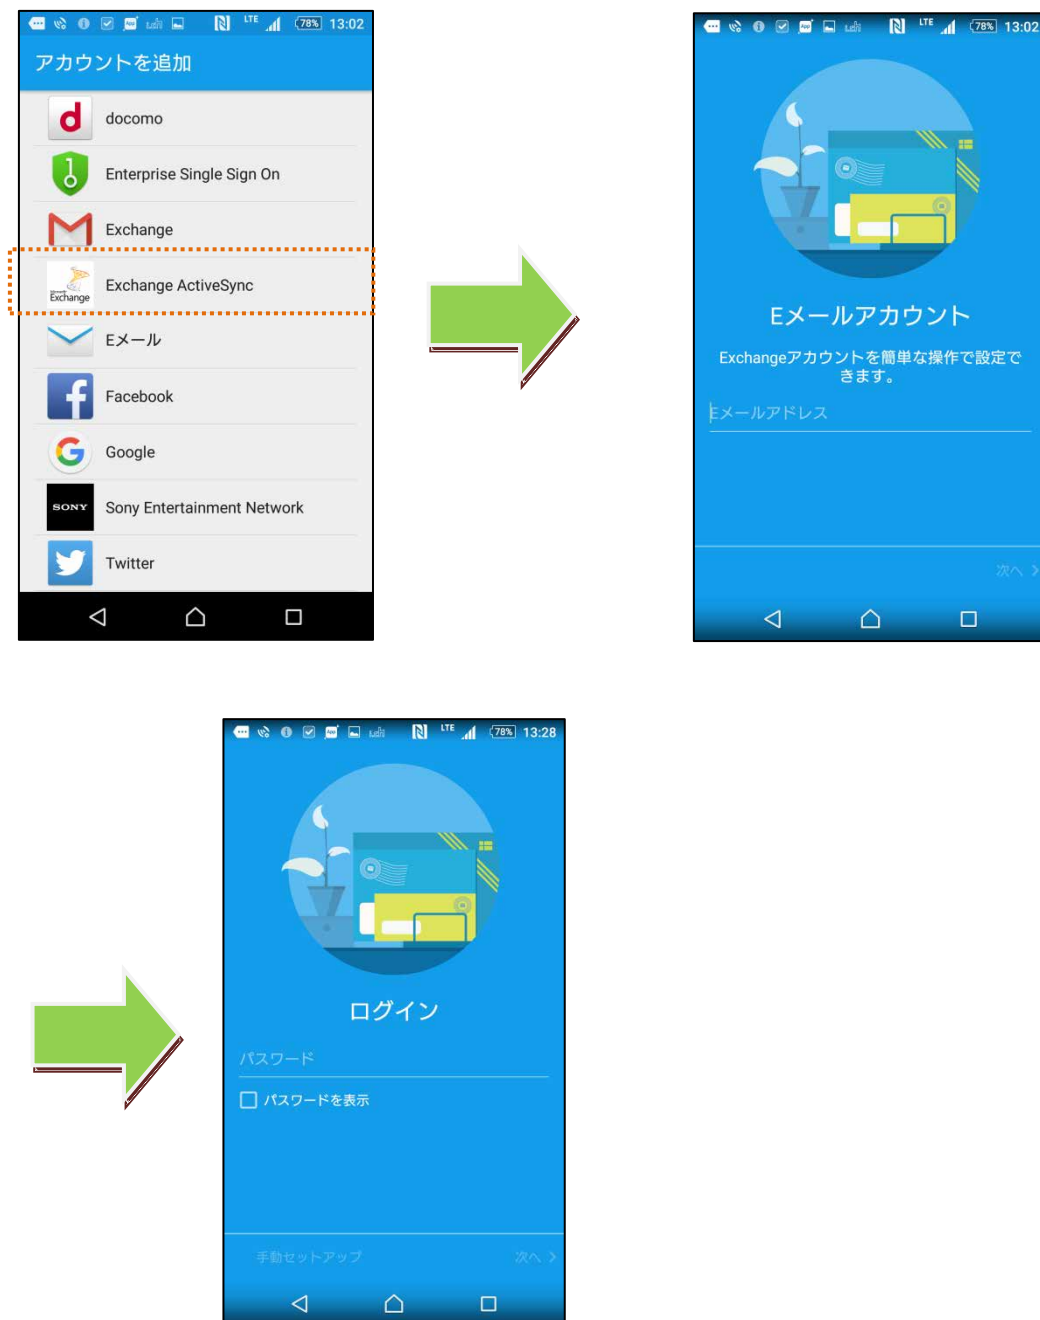 LTE 78% 13:02
アカウントを追加
d docomo
Enterprise Single Sign On
Exchange
Exchange Exchange ActiveSync
Eメール
f Facebook
G Google
SONY Sony Entertainment Network
Twitter
LTE 78% 13:02
Eメールアカウント
Exchangeアカウントを簡単な操作で設定で
きます。
Eメールアドレス
次へ
LTE 78% 13:28
ログイン
パスワード
パスワードを表示
手動セットアップ 次へ